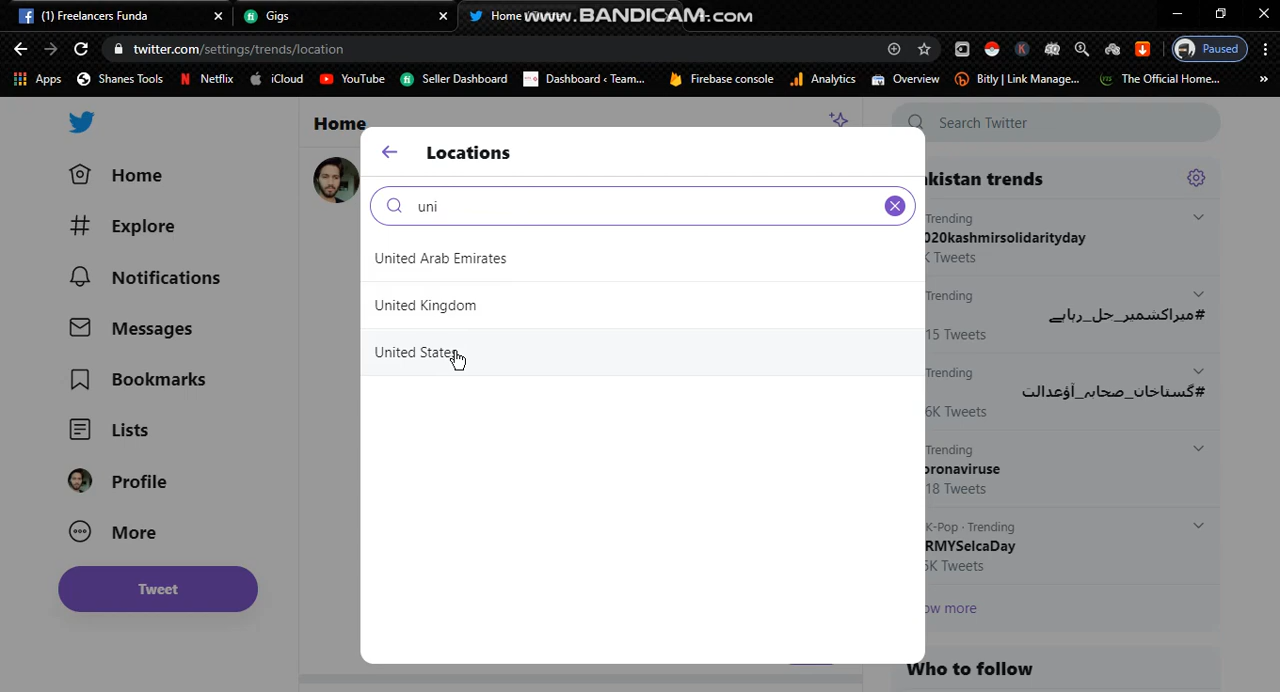 (1) Freelancers Funda
Gigs
Home
www.BANDICAM.com
twitter.com/settings/trends/location
Paused
Apps
Shanes Tools
Netflix
iCloud
YouTube
Seller Dashboard
Dashboard ‹ Team...
Firebase console
Analytics
Overview
Bitly | Link Manage...
The Official Home...
»
Home
Explore
Notifications
Messages
Bookmarks
Lists
Profile
More
Tweet
Home
Locations
uni
United Arab Emirates
United Kingdom
United States
Search Twitter
kistan trends
Trending
020kashmirsolidarityday
K Tweets
Trending
#میراکشمیر_حل_رہاہے
15 Tweets
Trending
#گستاخان_صحابہ_آؤعدالت
6K Tweets
Trending
oronaviruse
18 Tweets
K-Pop · Trending
RMYSelcaDay
5K Tweets
ow more
Who to follow